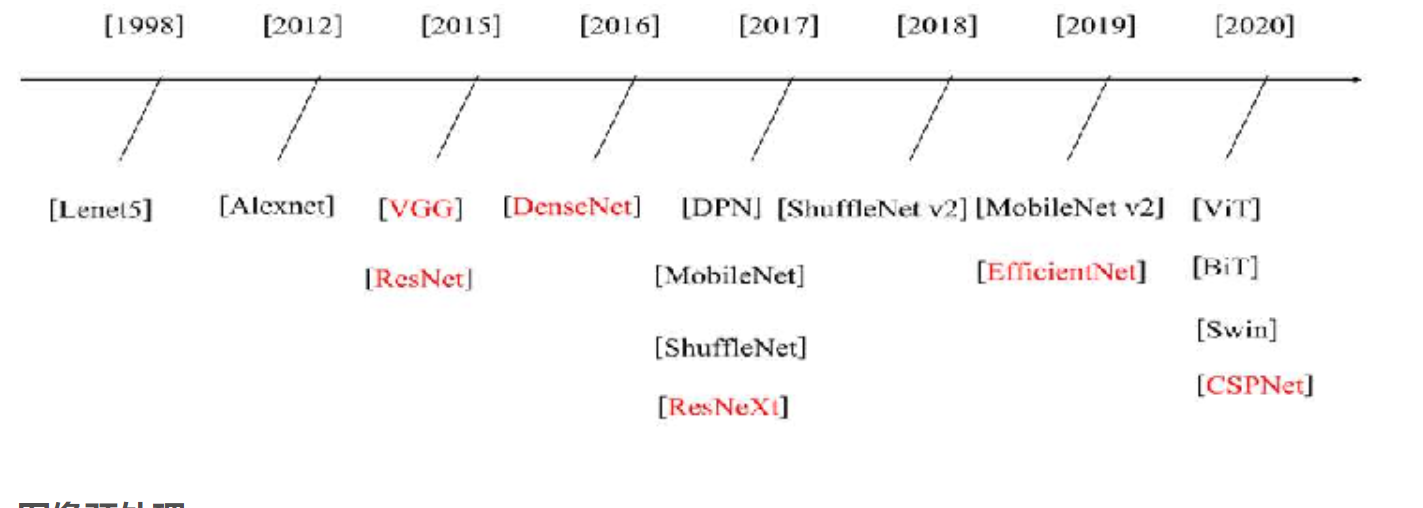 [1998] [2012] [2015] [2016] [2017] [2018] [2019] [2020]
[Lenet5] [Alexnet] [VGG] [DenseNet] [DPN] [ShuffleNet v2] [MobileNet v2] [ViT]
[ResNet] [MobileNet] [EfficientNet] [BiT]
[ShuffleNet] [Swin]
[ResNeXt] [CSPNet]